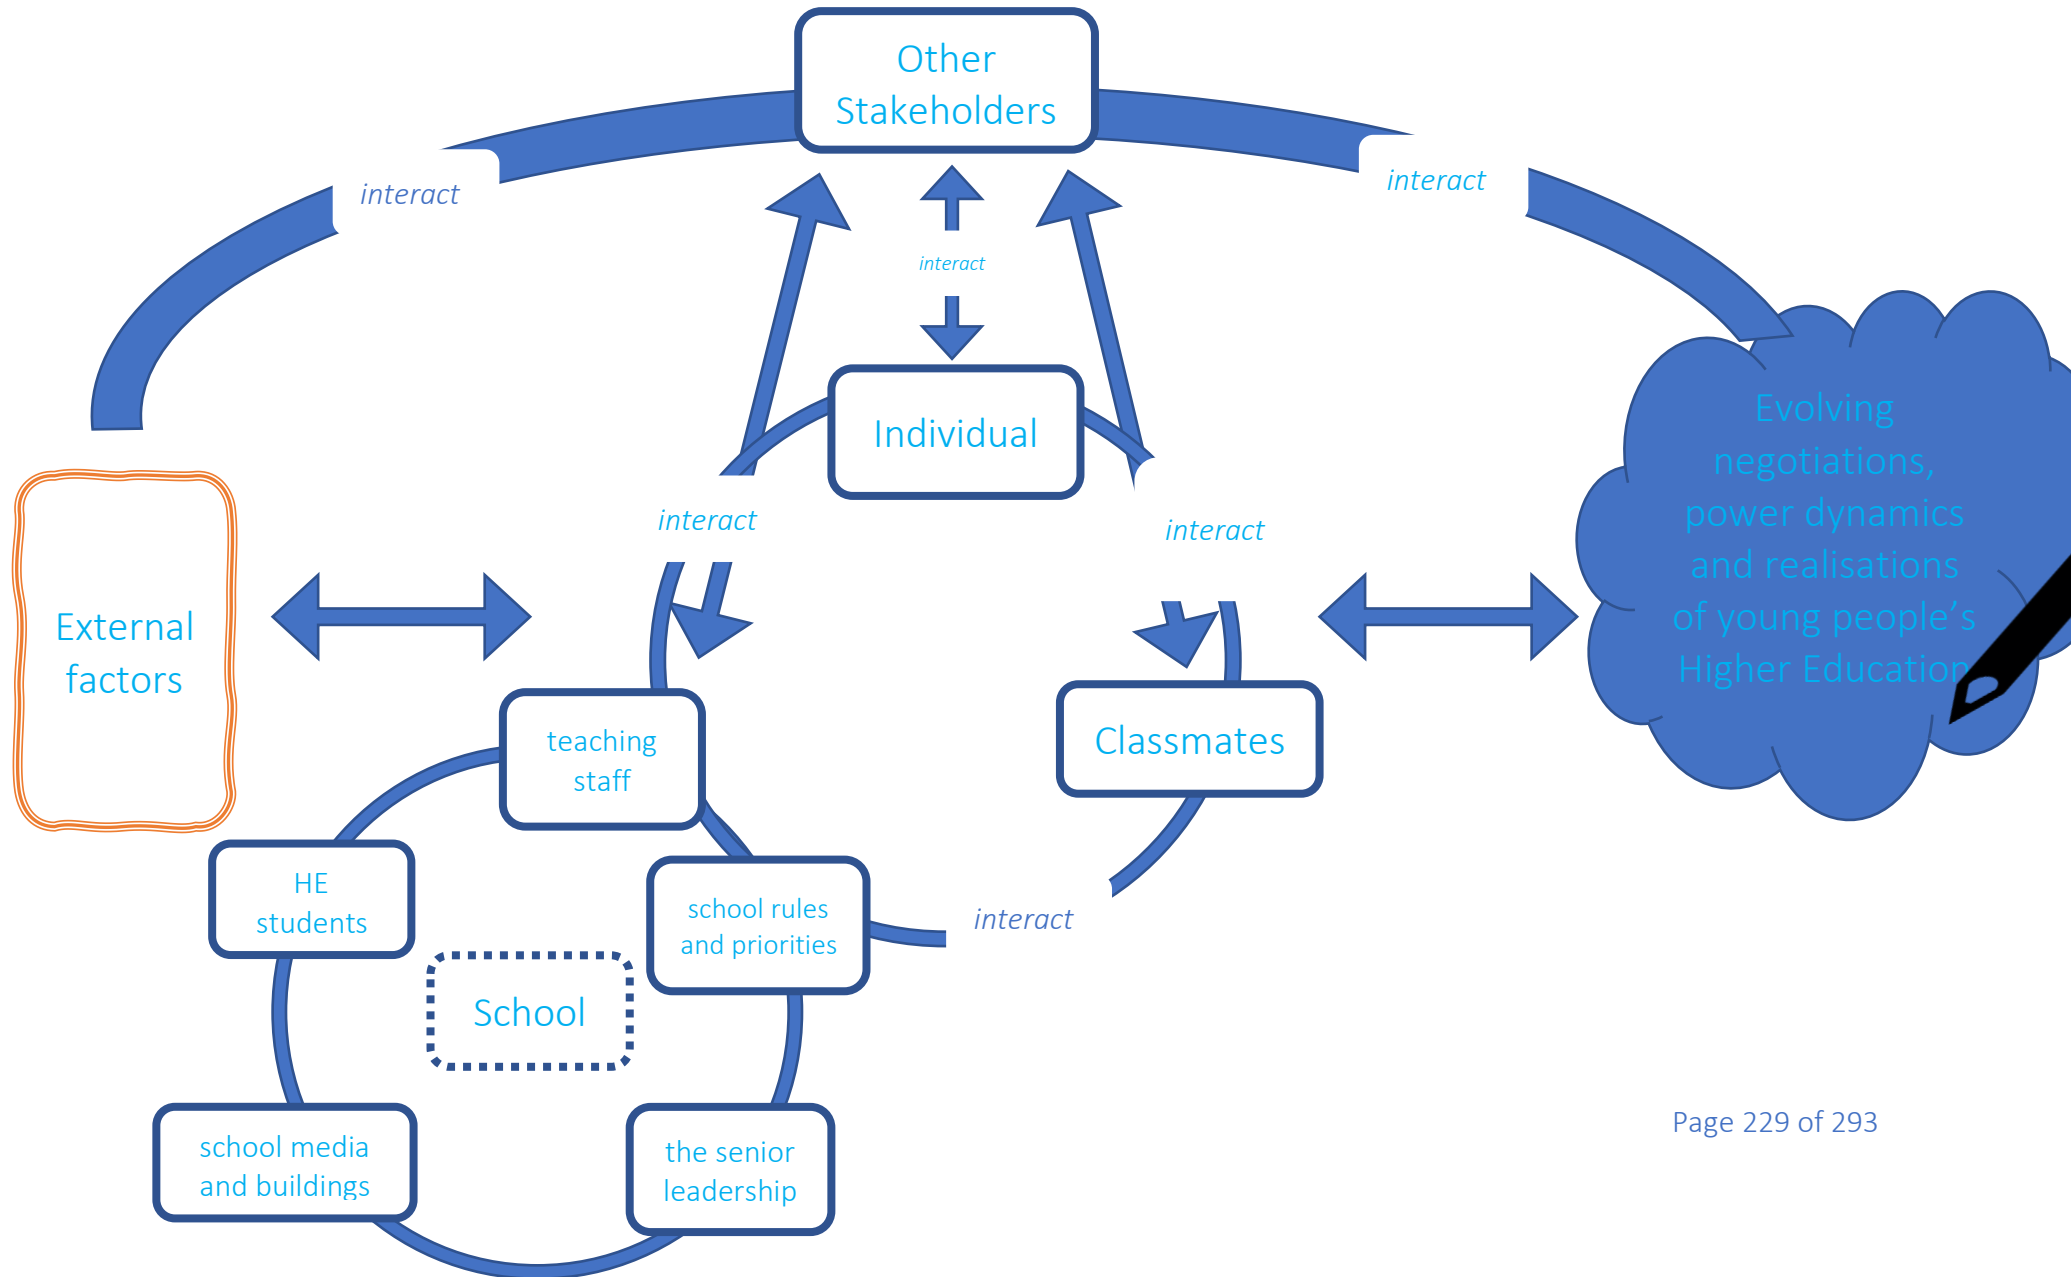 Other
Stakeholders
interact
interact
interact
Individual
Evolving
negotiations,
power dynamics
and realisations
of young people's
Higher Education
interact
interact
External
factors
teaching
staff
Classmates
HE
students
school rules
and priorities
interact
School
school media
and buildings
the senior
leadership
Page 229 of 293